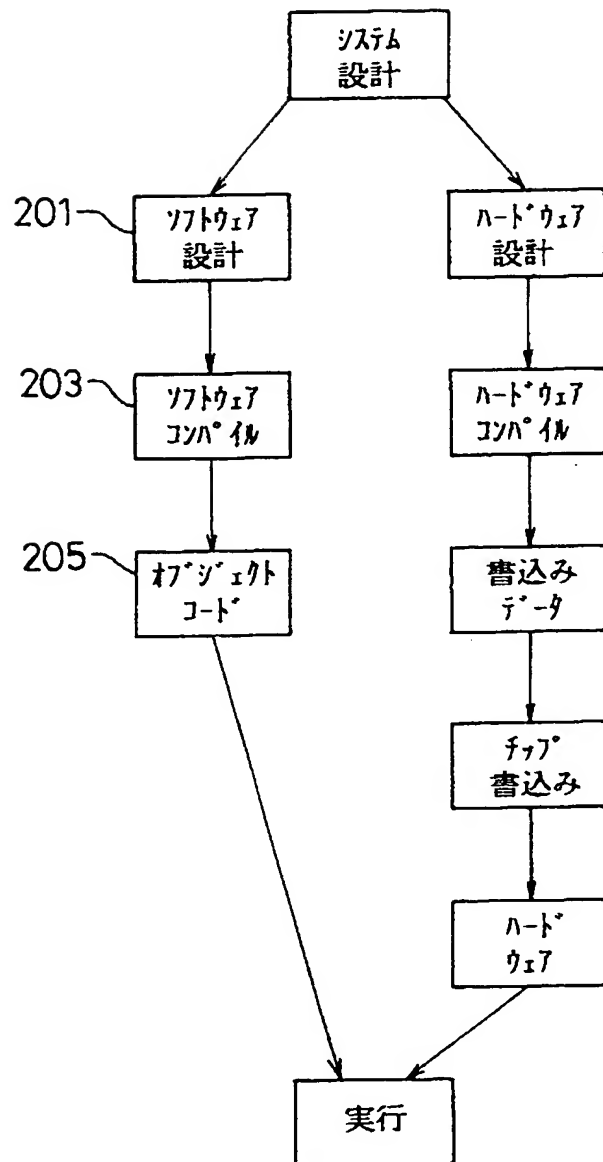 ｼｽﾃﾑ
設計
201
ｿﾌﾄｳｪｱ
設計
ﾊｰﾄﾞｳｪｱ
設計
203
ｿﾌﾄｳｪｱ
ｺﾝﾊﾟｲﾙ
ﾊｰﾄﾞｳｪｱ
ｺﾝﾊﾟｲﾙ
205
ｵﾌﾞｼﾞｪｸﾄ
ｺｰﾄﾞ
書込み
ﾃﾞｰﾀ
ﾁｯﾌﾟ
書込み
ﾊｰﾄﾞ
ｳｪｱ
実行